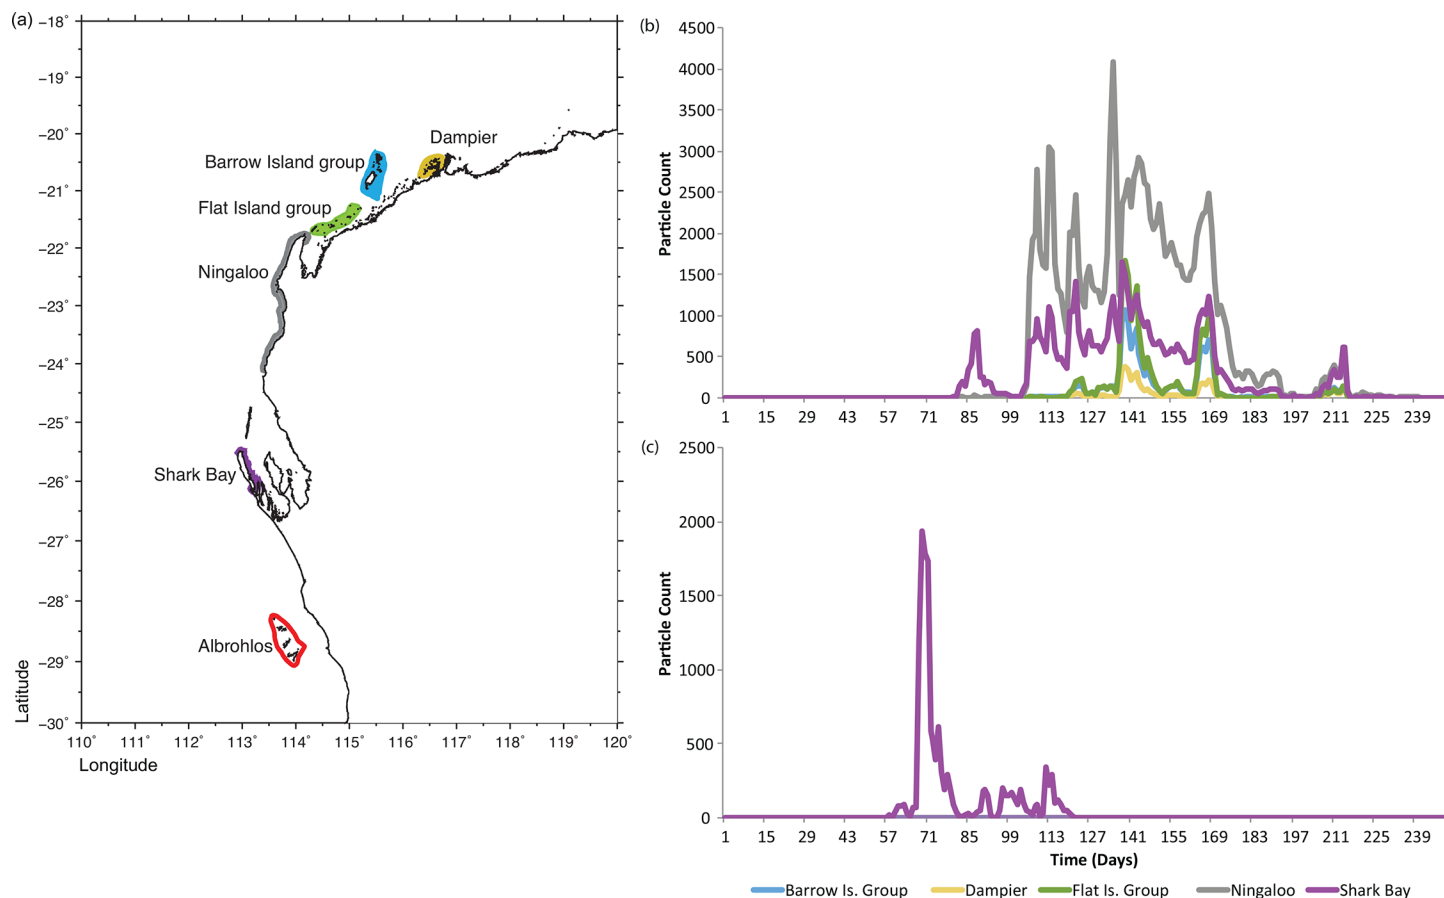 (a)
−18˚
−19˚
−20˚
−21˚
−22˚
−23˚
−24˚
−25˚
−26˚
−27˚
−28˚
−29˚
−30˚
Latitude
110˚ 111˚ 112˚ 113˚ 114˚ 115˚ 116˚ 117˚ 118˚ 119˚ 120˚
Longitude
Dampier
Barrow Island group
Flat Island group
Ningaloo
Shark Bay
Albrohlos
(b)
4500
4000
3500
3000
2500
2000
1500
1000
500
0
Particle Count
1 15 29 43 57 71 85 99 113 127 141 155 169 183 197 211 225 239
(c)
2500
2000
1500
1000
500
0
Particle Count
1 15 29 43 57 71 85 99 113 127 141 155 169 183 197 211 225 239
Time (Days)
Barrow Is. Group Dampier Flat Is. Group Ningaloo Shark Bay